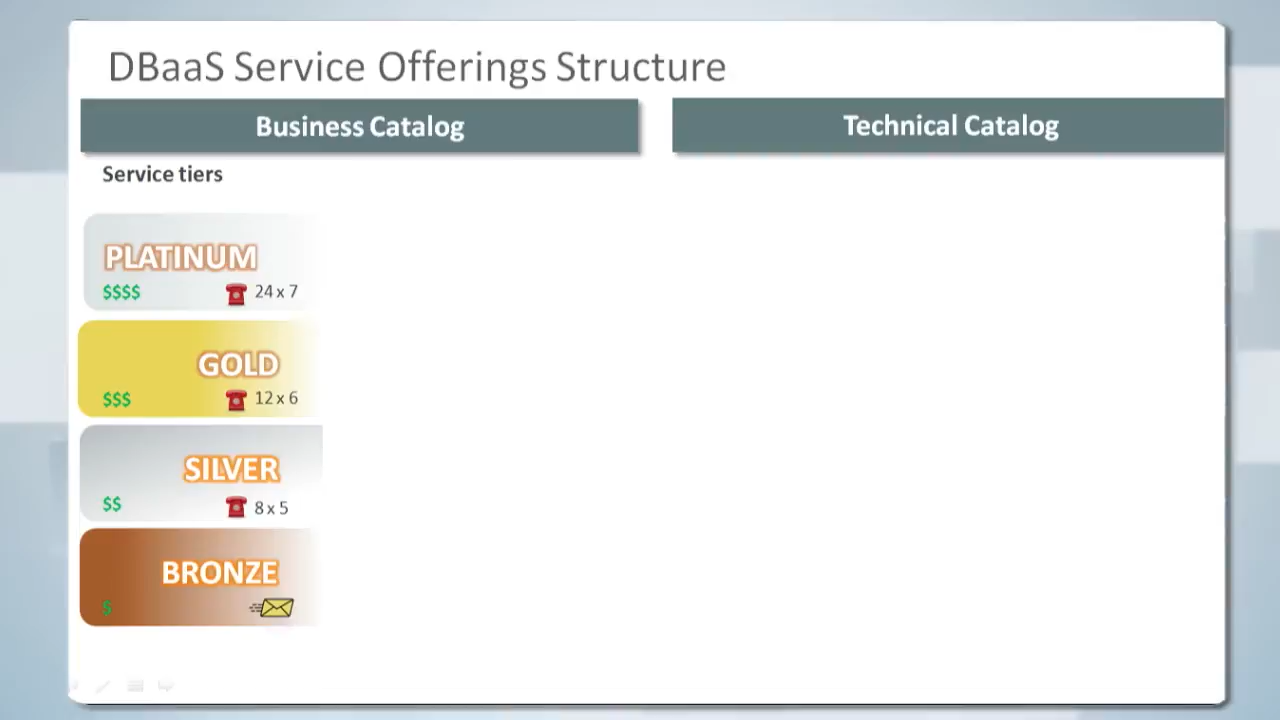 DBaaS Service Offerings Structure
Business Catalog
Technical Catalog
Service tiers
PLATINUM
$$$$ 24 x 7
GOLD
$$$ 12 x 6
SILVER
$$ 8 x 5
BRONZE
$